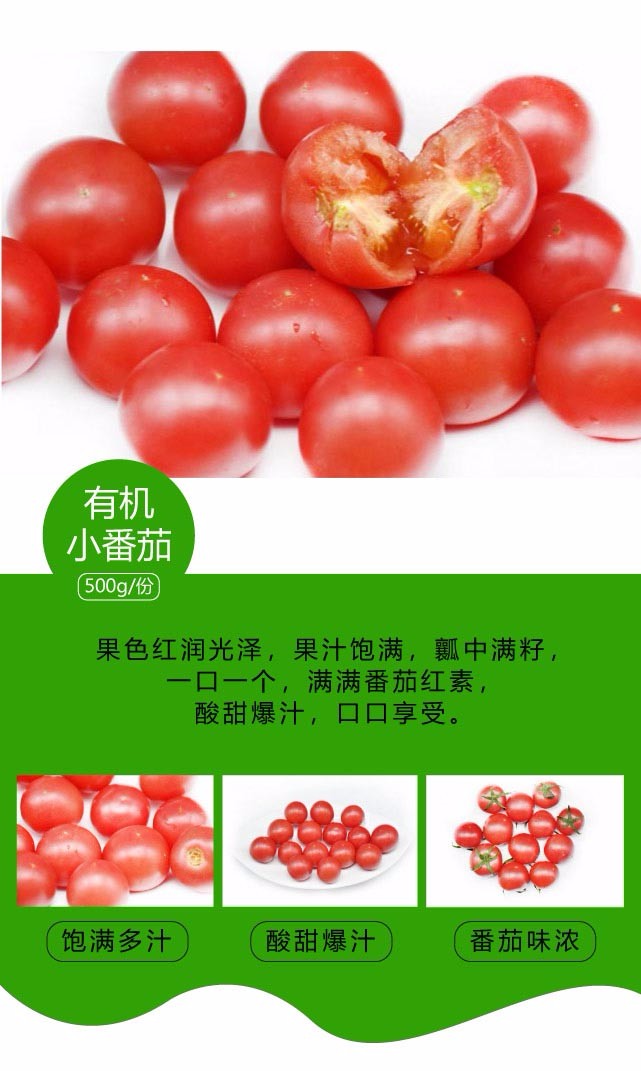 有机
小番茄
500g/份
果色红润光泽，果汁饱满，瓤中满籽，
一口一个，满满番茄红素，
酸甜爆汁，口口享受。
饱满多汁
酸甜爆汁
番茄味浓